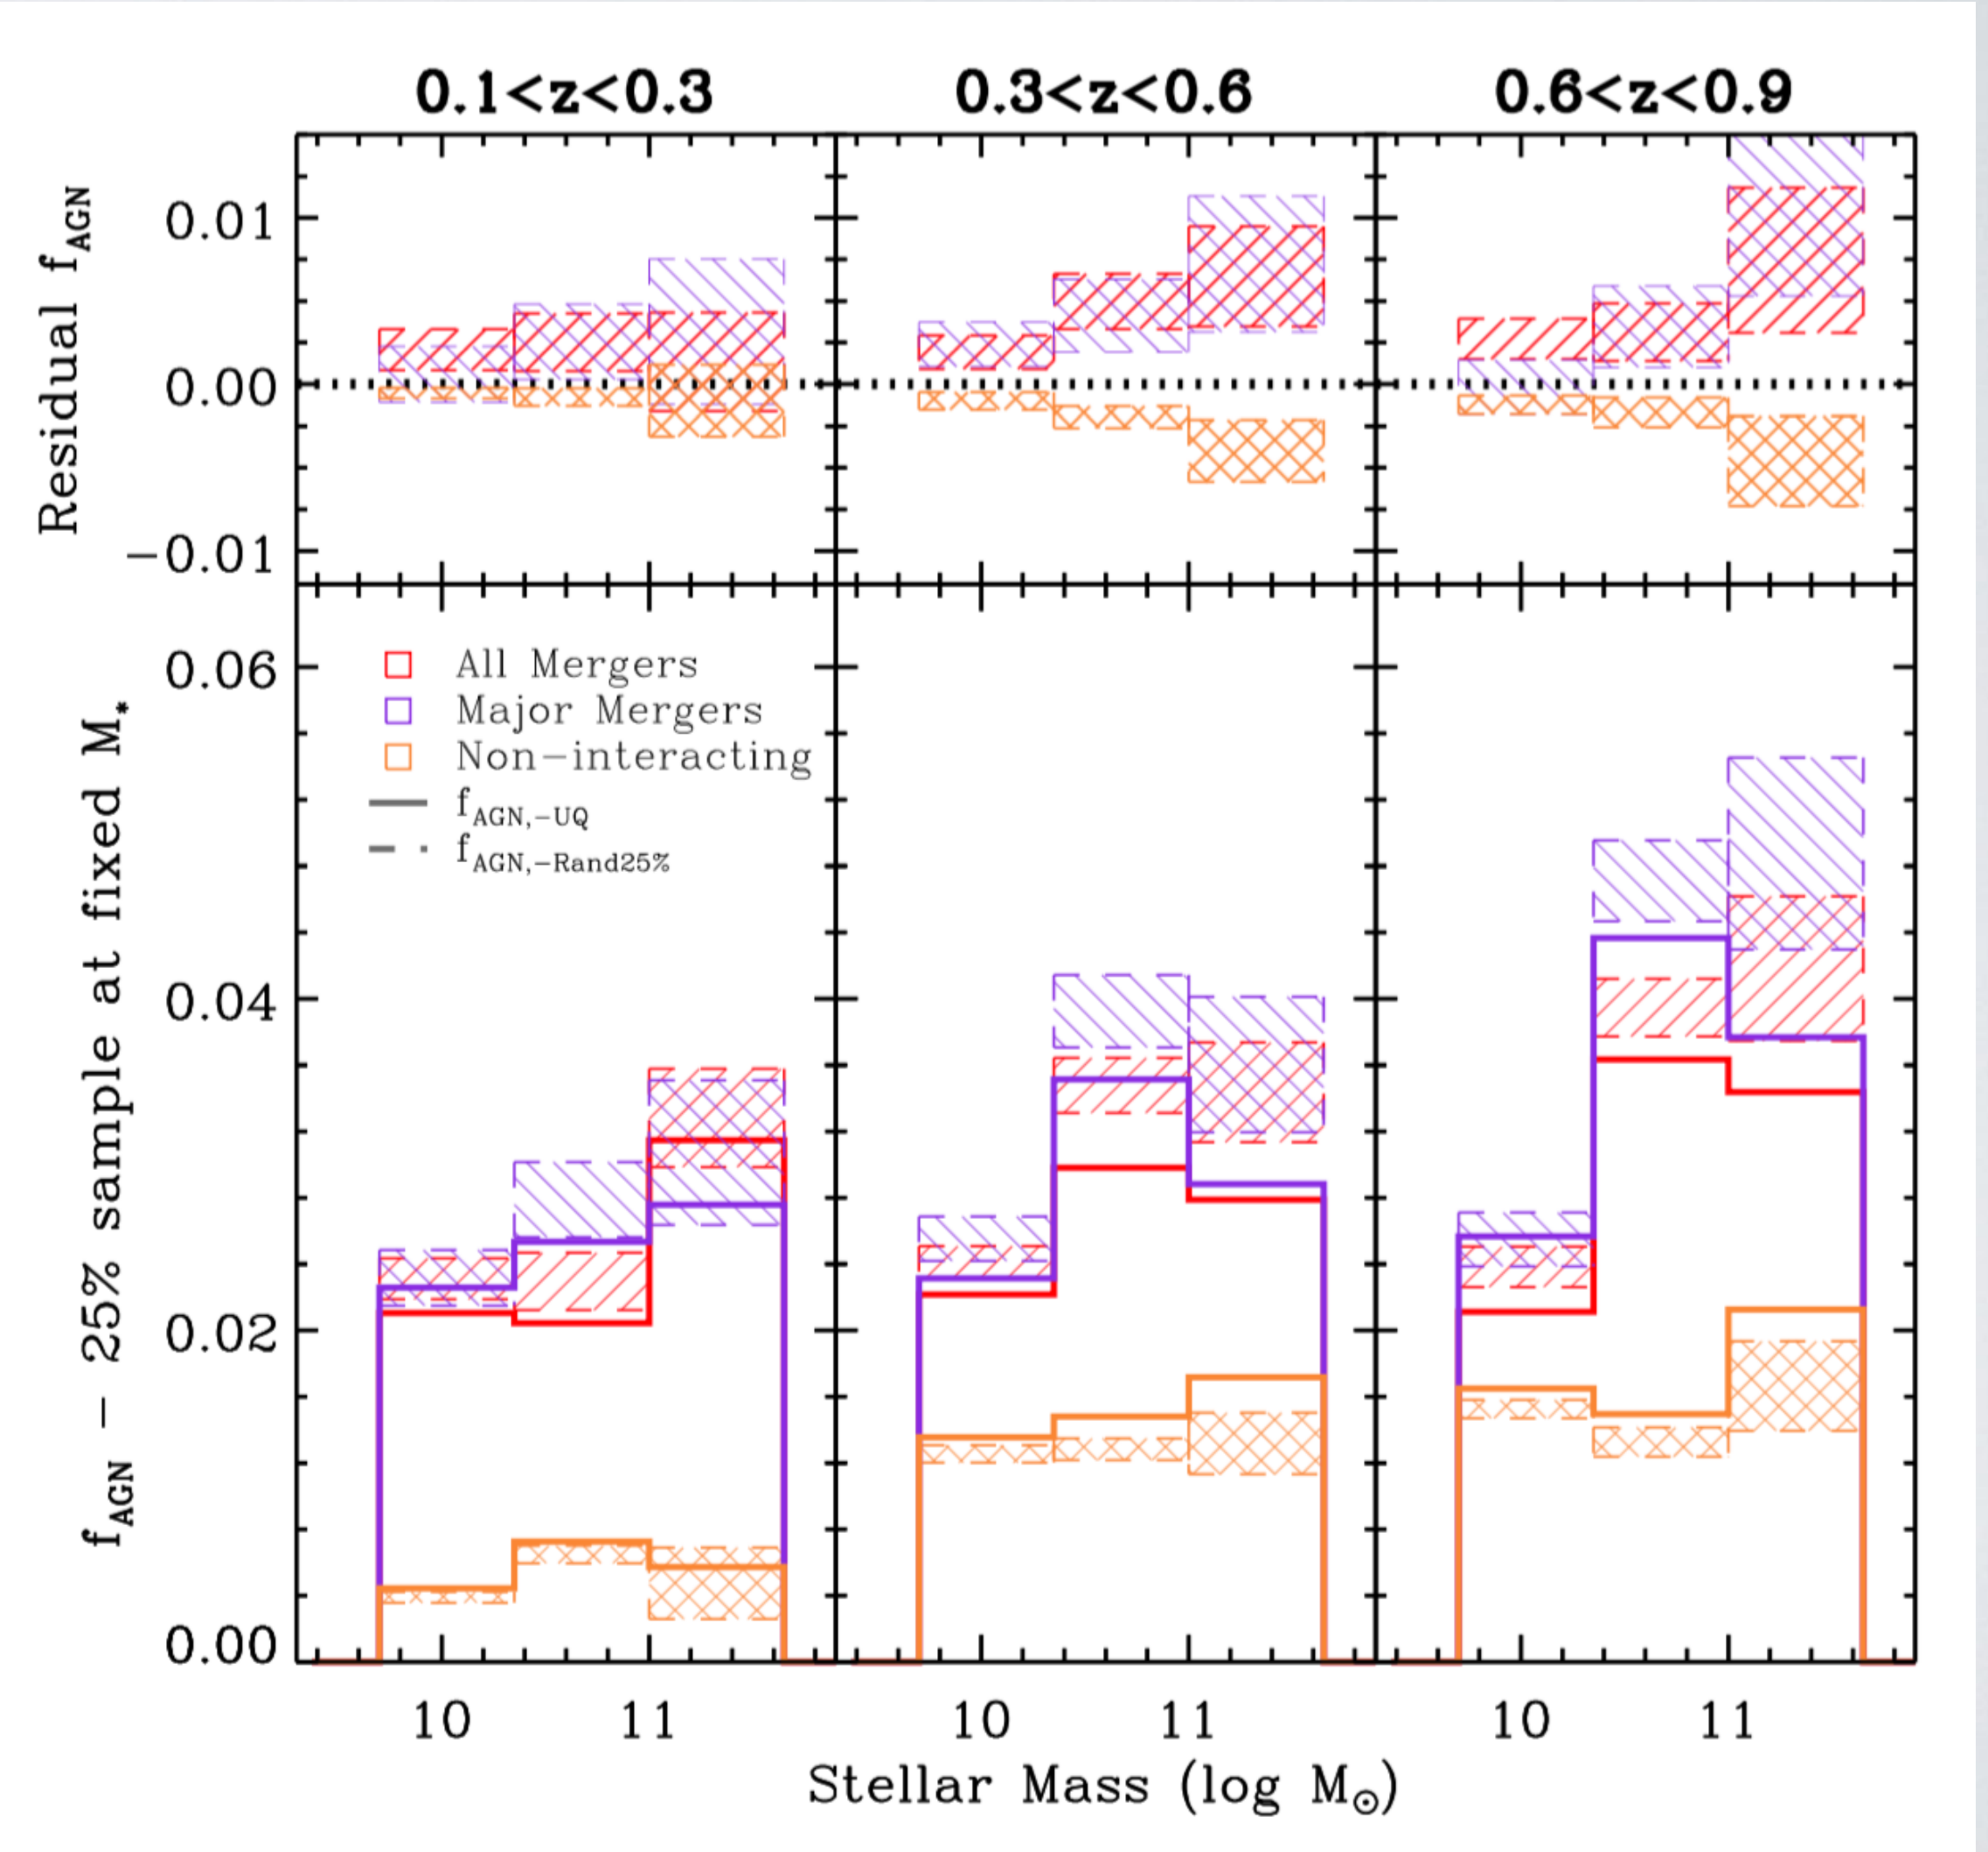 0.1<z<0.3 0.3<z<0.6 0.6<z<0.9
Residual f_AGN
0.01
0.00
−0.01
f_AGN − 25% sample at fixed M_*
0.06
0.04
0.02
0.00
All Mergers
Major Mergers
Non−interacting
f_AGN,−UQ
f_AGN,−Rand25%
10 11 10 11 10 11
Stellar Mass (log M_⊙)